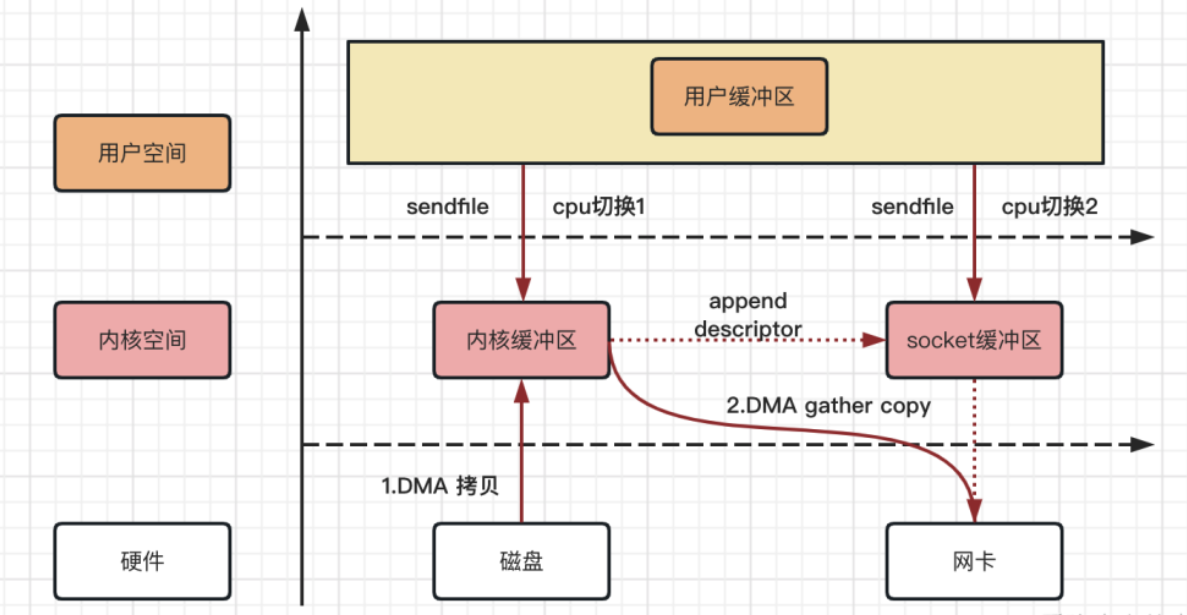 用户缓冲区
用户空间
sendfile
cpu切换1
sendfile
cpu切换2
append
descriptor
内核空间
内核缓冲区
socket缓冲区
2.DMA gather copy
1.DMA 拷贝
硬件
磁盘
网卡